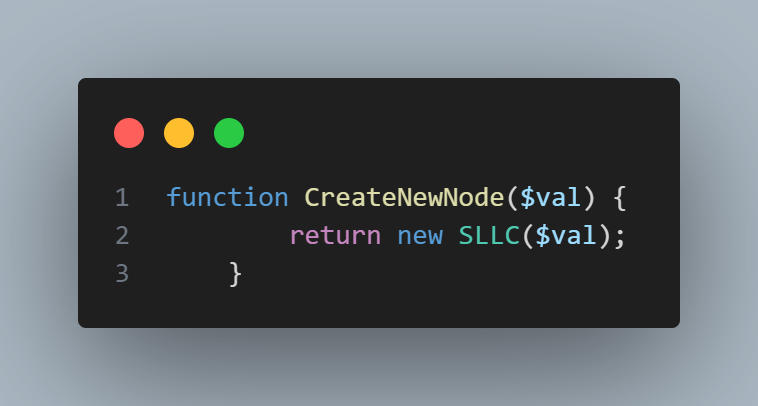 1 function CreateNewNode($val) {
2         return new SLLC($val);
3     }